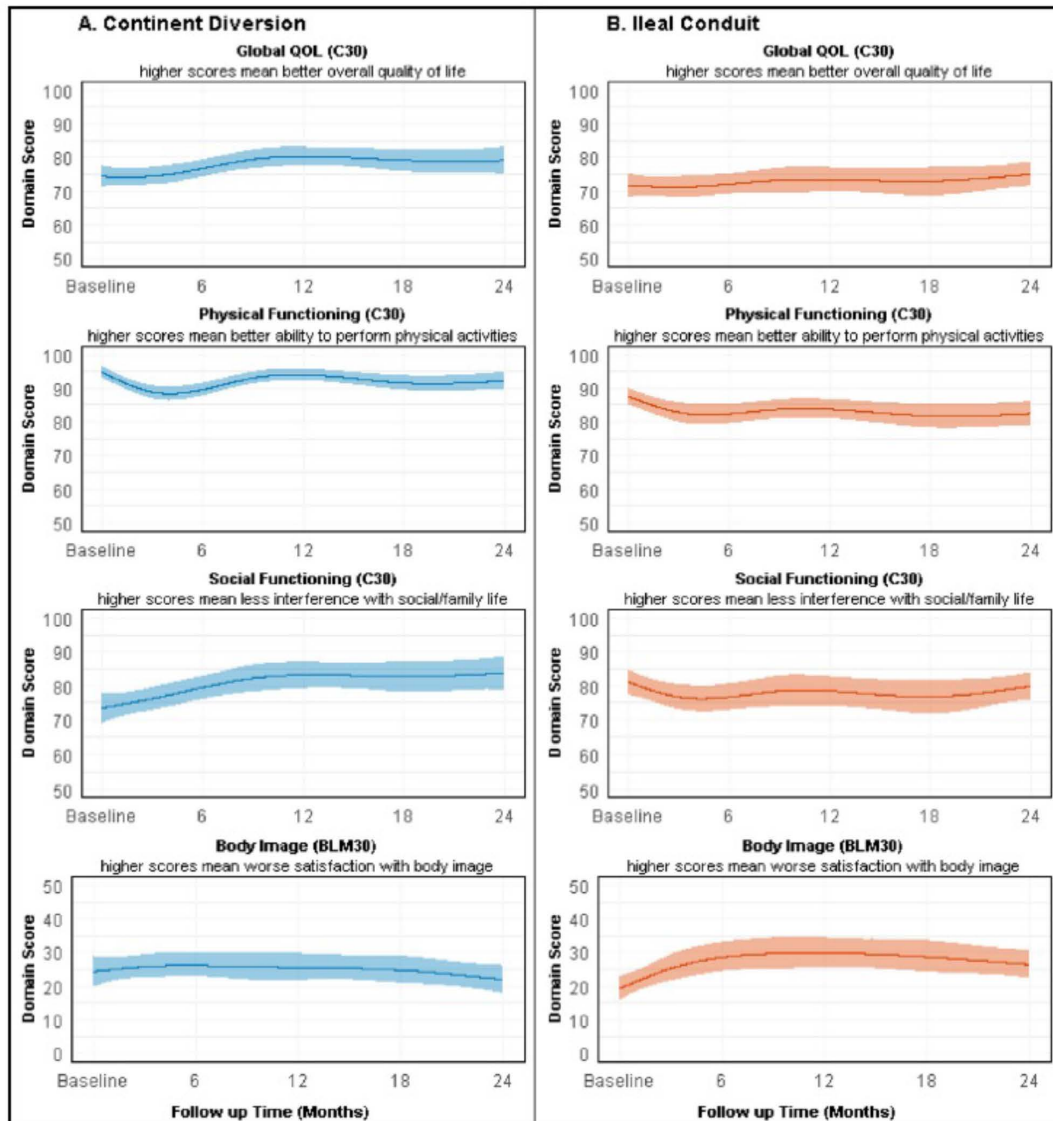 A. Continent Diversion
Global QOL (C30)
higher scores mean better overall quality of life
Domain Score
100
90
80
70
60
50
Baseline 6 12 18 24
Physical Functioning (C30)
higher scores mean better ability to perform physical activities
Domain Score
100
90
80
70
60
50
Baseline 6 12 18 24
Social Functioning (C30)
higher scores mean less interference with social/family life
Domain Score
100
90
80
70
60
50
Baseline 6 12 18 24
Body Image (BLM30)
higher scores mean worse satisfaction with body image
Domain Score
50
40
30
20
10
0
Baseline 6 12 18 24
Follow up Time (Months)
B. Ileal Conduit
Global QOL (C30)
higher scores mean better overall quality of life
Domain Score
100
90
80
70
60
50
Baseline 6 12 18 24
Physical Functioning (C30)
higher scores mean better ability to perform physical activities
Domain Score
100
90
80
70
60
50
Baseline 6 12 18 24
Social Functioning (C30)
higher scores mean less interference with social/family life
Domain Score
100
90
80
70
60
50
Baseline 6 12 18 24
Body Image (BLM30)
higher scores mean worse satisfaction with body image
Domain Score
50
40
30
20
10
0
Baseline 6 12 18 24
Follow up Time (Months)